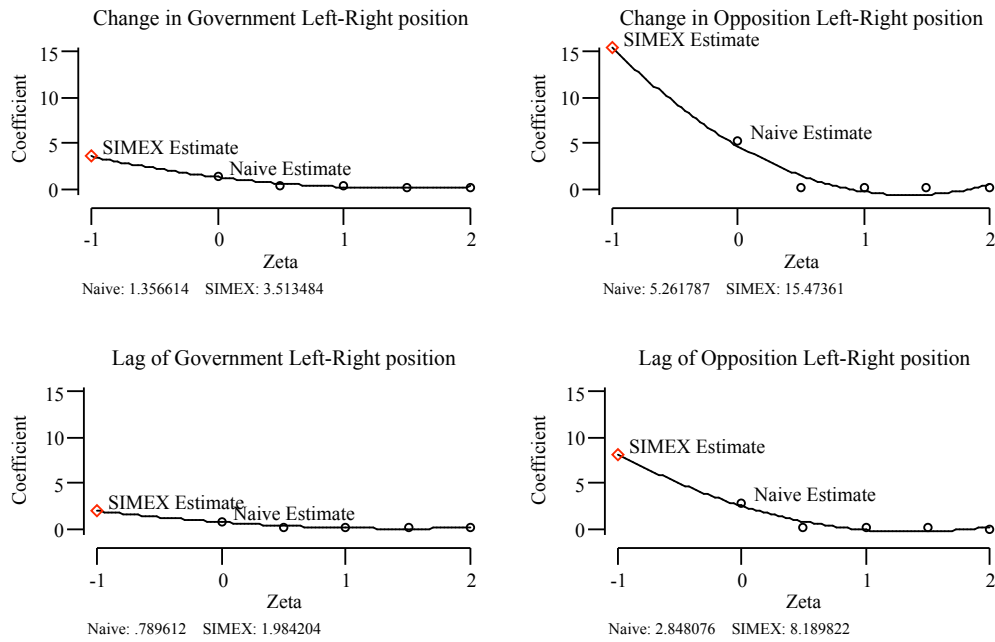 Change in Government Left-Right position
15
10
5
0
Coefficient
SIMEX Estimate
Naive Estimate
-1 0 1 2
Zeta
Naive: 1.356614 SIMEX: 3.513484
Change in Opposition Left-Right position
15
10
5
0
Coefficient
SIMEX Estimate
Naive Estimate
-1 0 1 2
Zeta
Naive: 5.261787 SIMEX: 15.47361
Lag of Government Left-Right position
15
10
5
0
Coefficient
SIMEX Estimate
Naive Estimate
-1 0 1 2
Zeta
Naive: .789612 SIMEX: 1.984204
Lag of Opposition Left-Right position
15
10
5
0
Coefficient
SIMEX Estimate
Naive Estimate
-1 0 1 2
Zeta
Naive: 2.848076 SIMEX: 8.189822